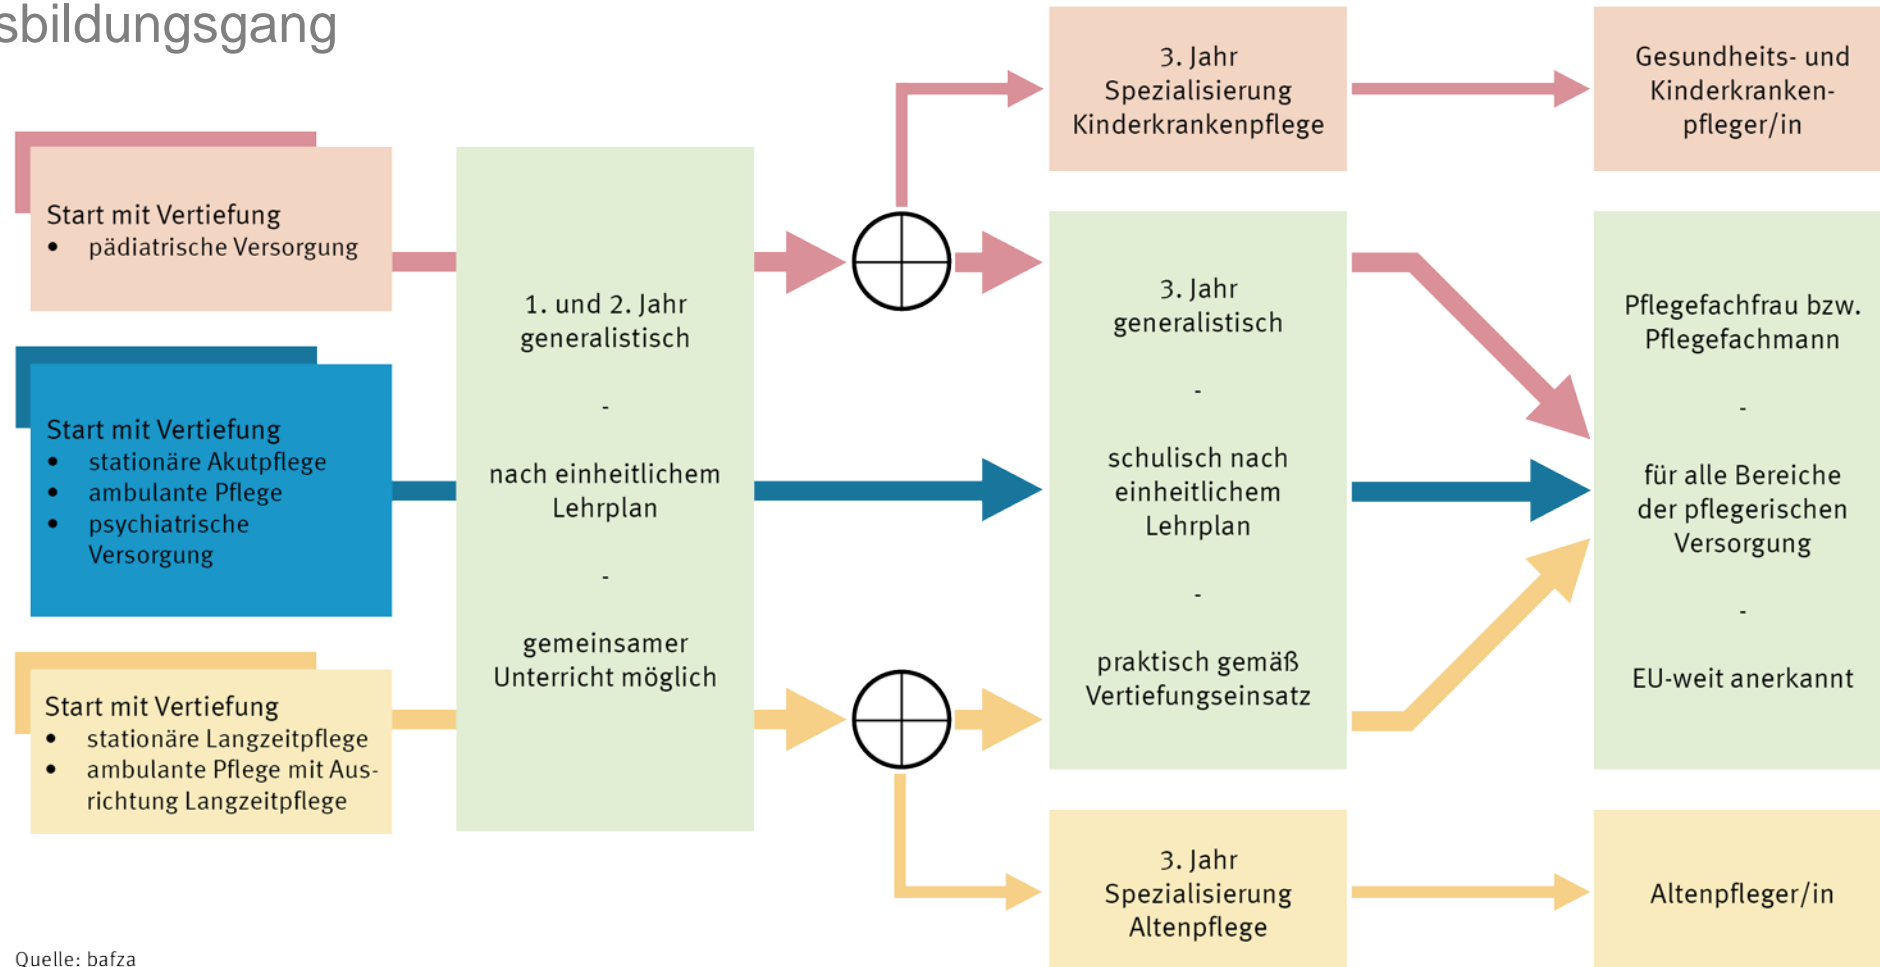 sbildungsgang
Start mit Vertiefung
• pädiatrische Versorgung
Start mit Vertiefung
• stationäre Akutpflege
• ambulante Pflege
• psychiatrische
Versorgung
Start mit Vertiefung
• stationäre Langzeitpflege
• ambulante Pflege mit Aus-
richtung Langzeitpflege
1. und 2. Jahr
generalistisch
-
nach einheitlichem
Lehrplan
-
gemeinsamer
Unterricht möglich
3. Jahr
Spezialisierung
Kinderkrankenpflege
3. Jahr
generalistisch
-
schulisch nach
einheitlichem
Lehrplan
-
praktisch gemäß
Vertiefungseinsatz
3. Jahr
Spezialisierung
Altenpflege
Gesundheits- und
Kinderkranken-
pfleger/in
Pflegefachfrau bzw.
Pflegefachmann
-
für alle Bereiche
der pflegerischen
Versorgung
-
EU-weit anerkannt
Altenpfleger/in
Quelle: bafza